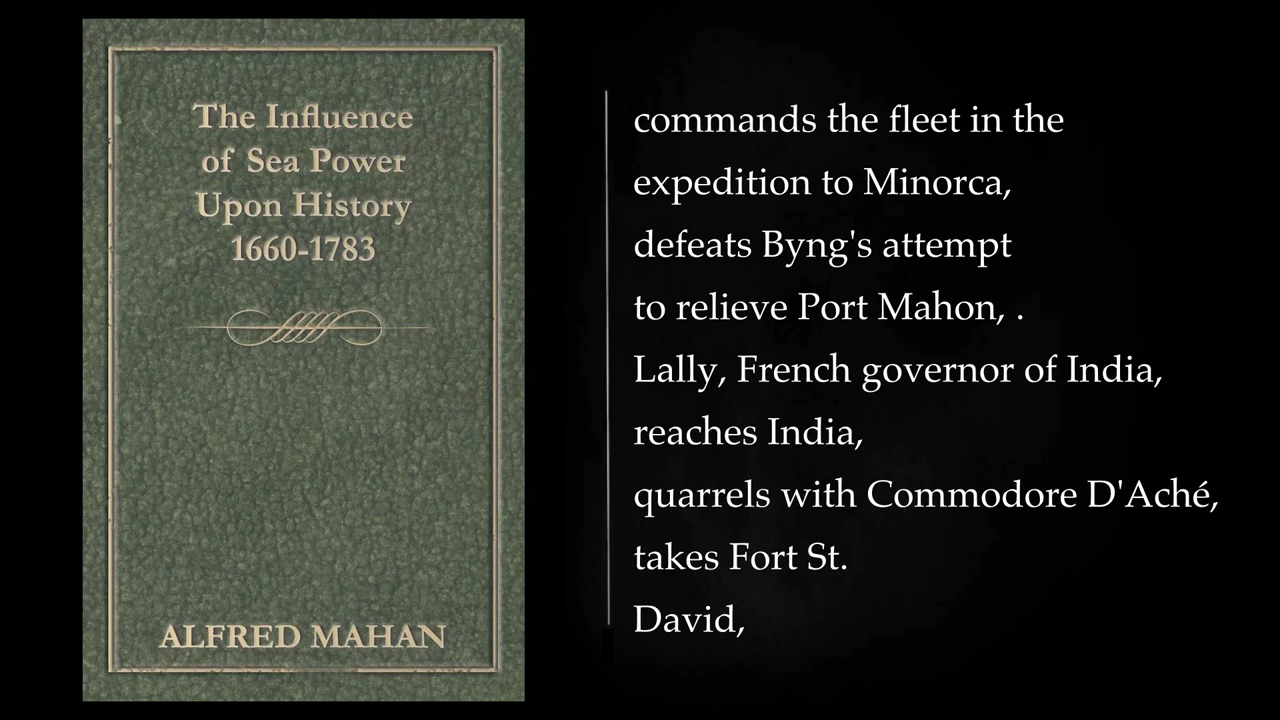 The Influence
of Sea Power
Upon History
1660-1783
ALFRED MAHAN
commands the fleet in the
expedition to Minorca,
defeats Byng's attempt
to relieve Port Mahon, .
Lally, French governor of India,
reaches India,
quarrels with Commodore D'Aché,
takes Fort St.
David,